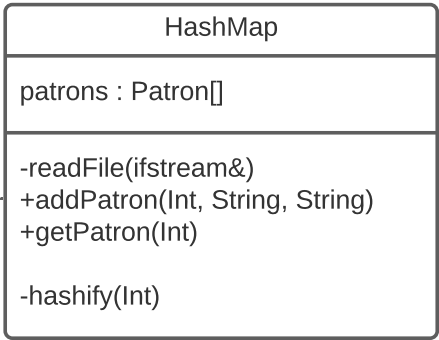 HashMap
patrons : Patron[]
-readFile(ifstream&)
+addPatron(Int, String, String)
+getPatron(Int)
-hashify(Int)